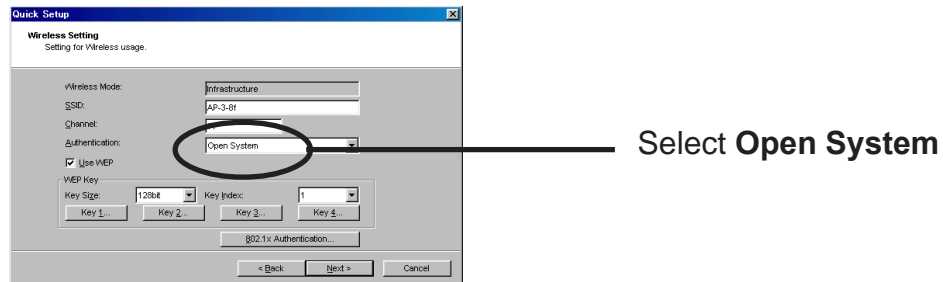 Quick Setup
Wireless Setting
Setting for Wireless usage.
Wireless Mode: Infrastructure
SSID: AP-3-8f
Channel:
Authentication: Open System
Use WEP
WEP Key
Key Size: 128bit Key Index: 1
Key 1... Key 2... Key 3... Key 4...
802.1x Authentication...
< Back Next > Cancel
Select Open System